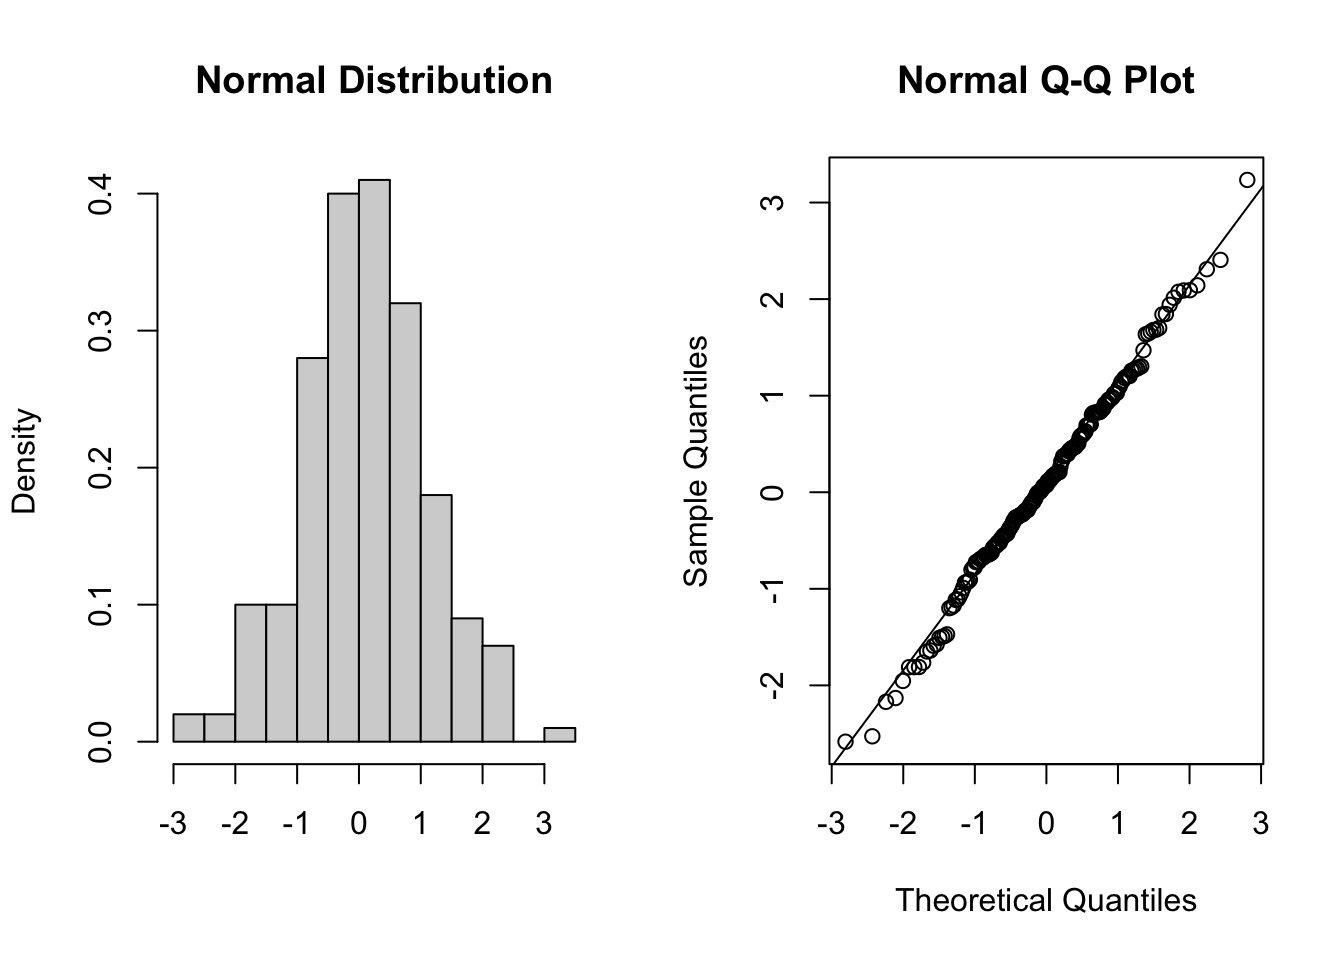 Normal Distribution
Density
0.0 0.1 0.2 0.3 0.4
-3 -2 -1 0 1 2 3
Normal Q-Q Plot
Sample Quantiles
-2 -1 0 1 2 3
-3 -2 -1 0 1 2 3
Theoretical Quantiles